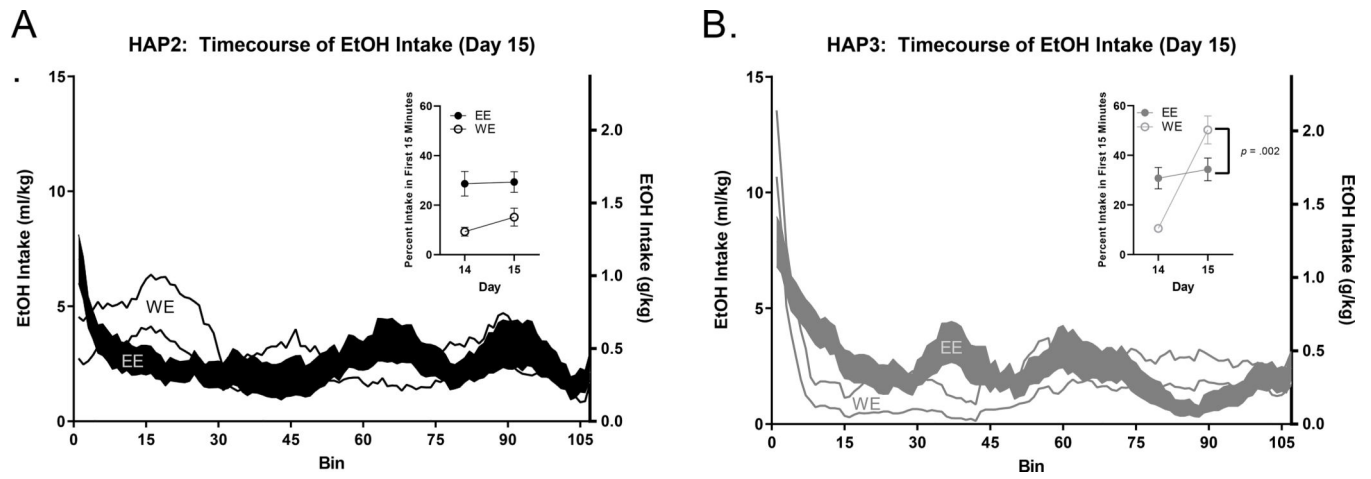 A
.
HAP2: Timecourse of EtOH Intake (Day 15)
15
10
5
0
EtOH Intake (ml/kg)
2.0
1.5
1.0
0.5
0.0
EtOH Intake (g/kg)
0
15
30
45
60
75
90
105
Bin
WE
EE
Percent Intake in First 15 Minutes
60
40
20
0
EE
WE
14
15
Day
B.
HAP3: Timecourse of EtOH Intake (Day 15)
15
10
5
0
EtOH Intake (ml/kg)
2.0
1.5
1.0
0.5
0.0
EtOH Intake (g/kg)
0
15
30
45
60
75
90
105
Bin
EE
WE
Percent Intake in First 15 Minutes
60
40
20
0
EE
WE
p = .002
14
15
Day